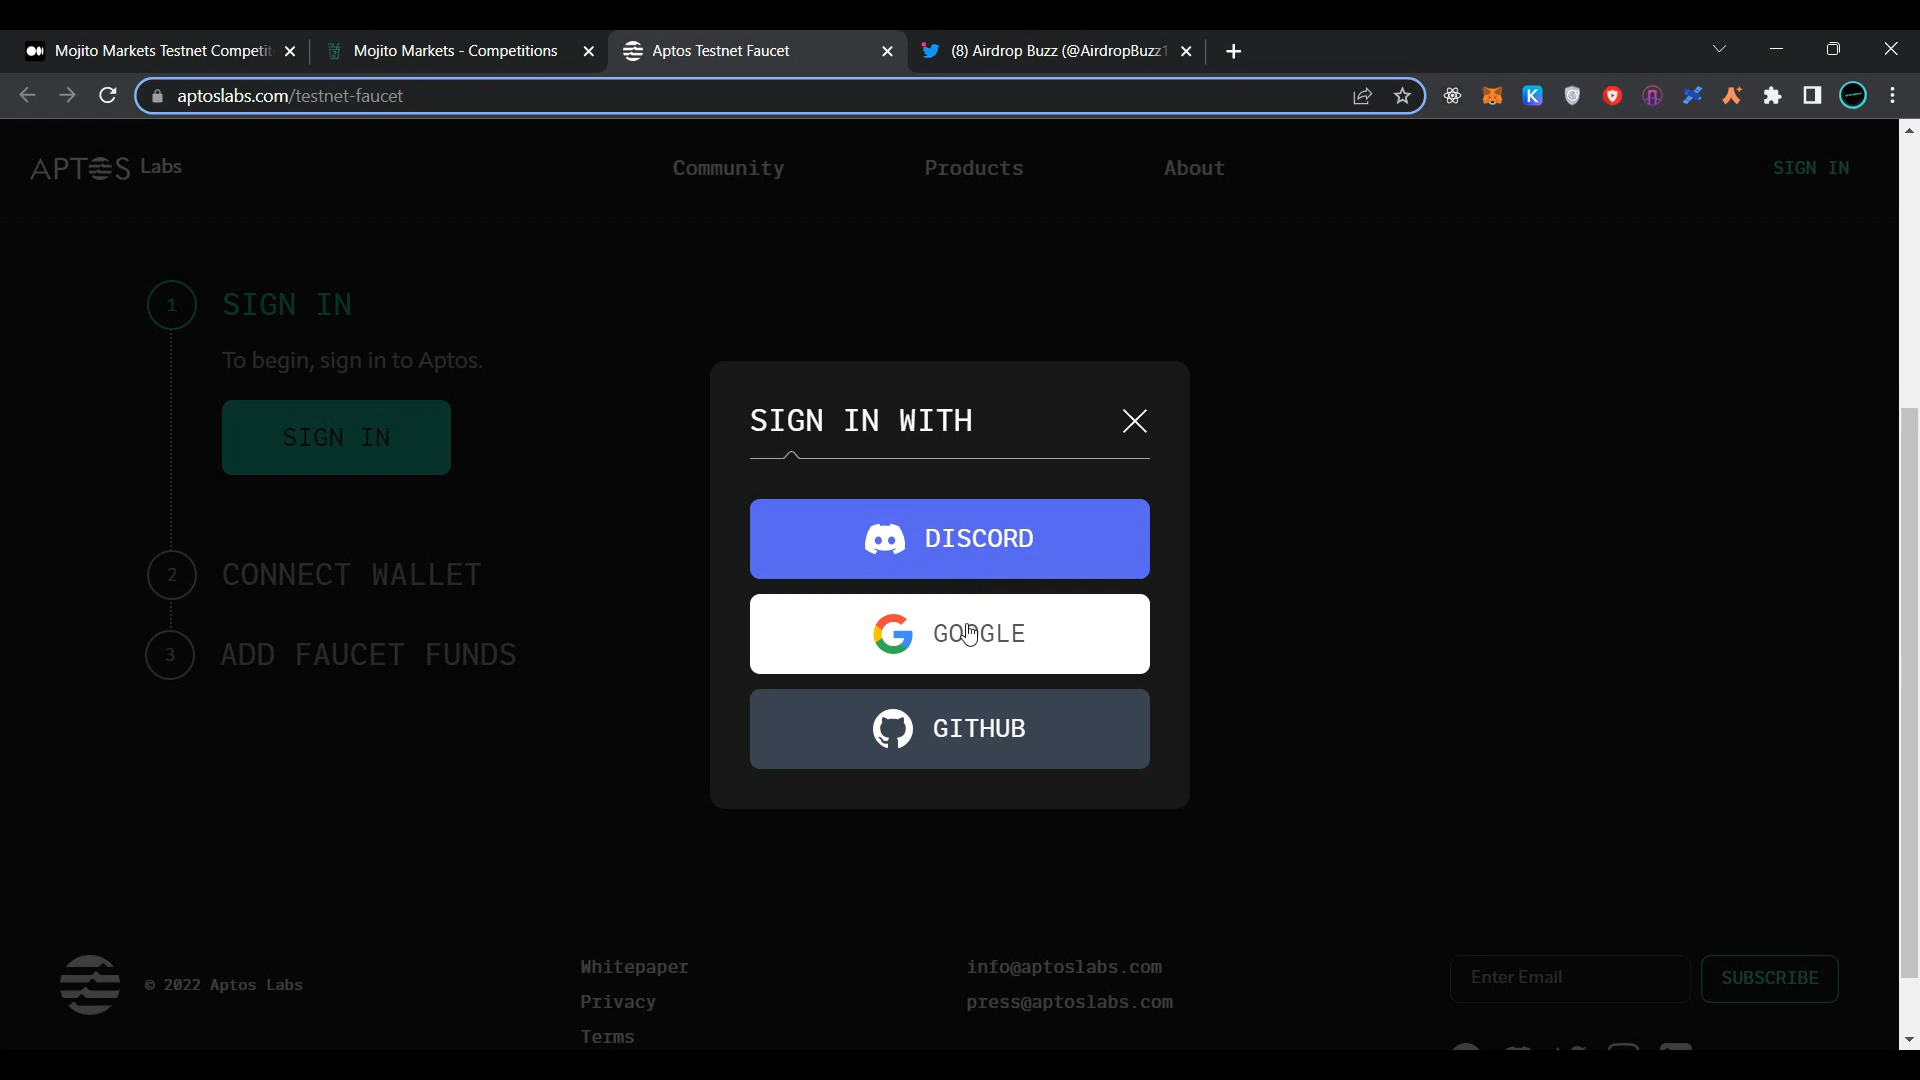 Mojito Markets Testnet Competit
Mojito Markets - Competitions
Aptos Testnet Faucet
(8) Airdrop Buzz (@AirdropBuzz1
aptoslabs.com/testnet-faucet
APTOS Labs
Community
Products
About
SIGN IN
1
SIGN IN
To begin, sign in to Aptos.
SIGN IN
2
CONNECT WALLET
3
ADD FAUCET FUNDS
SIGN IN WITH
DISCORD
GOOGLE
GITHUB
© 2022 Aptos Labs
Whitepaper
Privacy
Terms
info@aptoslabs.com
press@aptoslabs.com
Enter Email
SUBSCRIBE